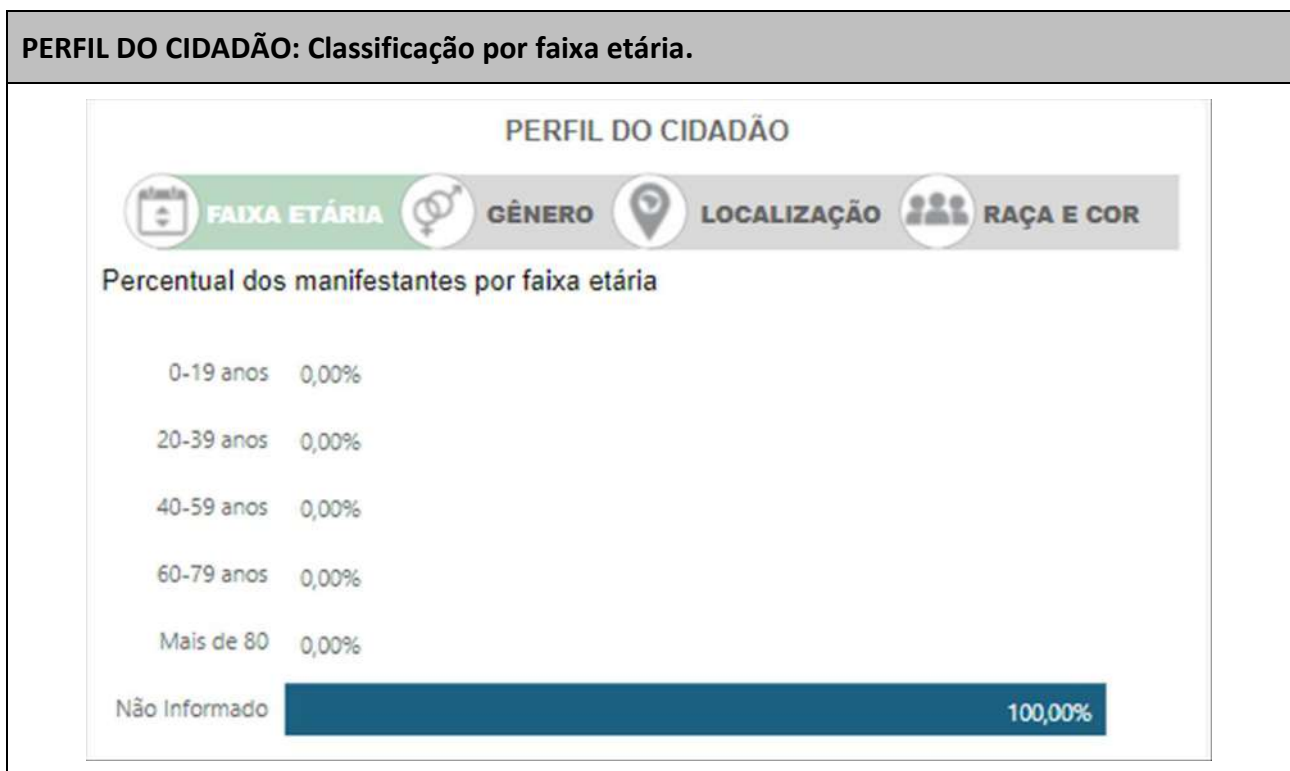 PERFIL DO CIDADÃO: Classificação por faixa etária.
PERFIL DO CIDADÃO
FAIXA ETÁRIA GÊNERO LOCALIZAÇÃO RAÇA E COR
Percentual dos manifestantes por faixa etária
0-19 anos 0,00%
20-39 anos 0,00%
40-59 anos 0,00%
60-79 anos 0,00%
Mais de 80 0,00%
Não Informado 100,00%